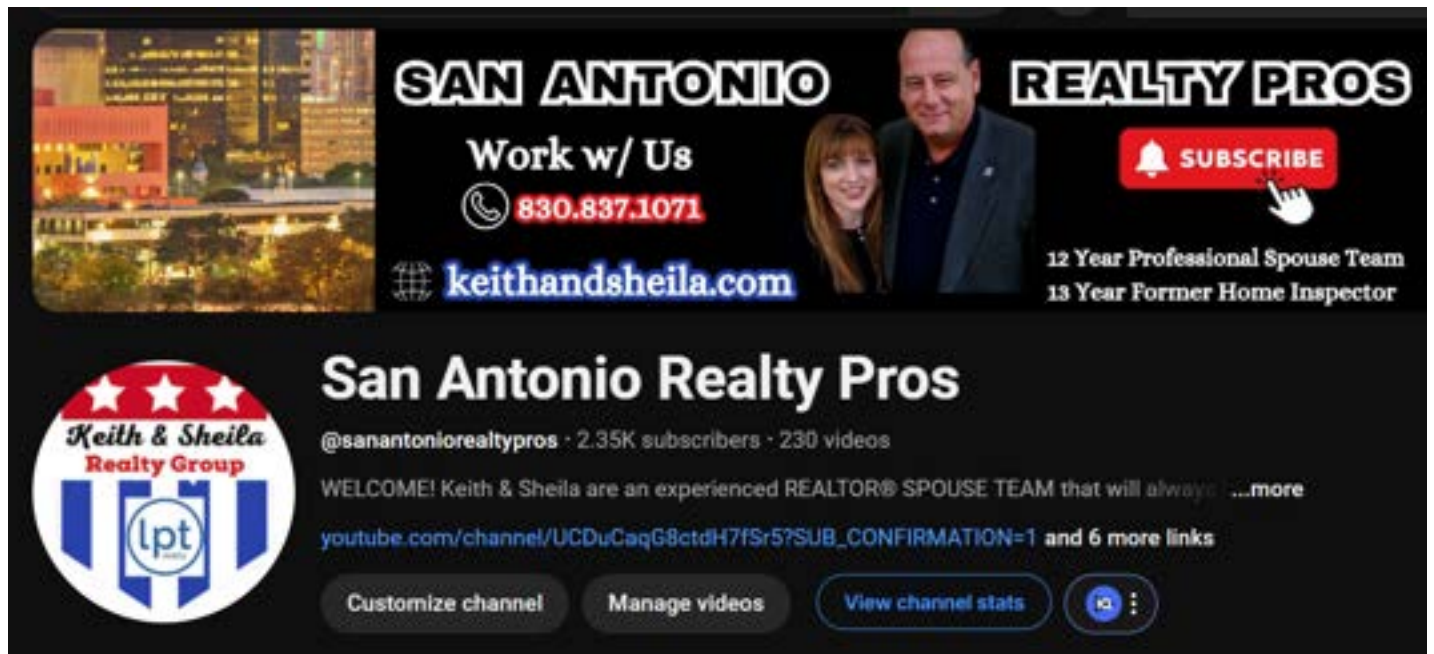 SAN ANTONIO REALTY PROS
Work w/ Us
830.837.1071
keithandsheila.com
SUBSCRIBE
12 Year Professional Spouse Team
13 Year Former Home Inspector
San Antonio Realty Pros
@sanantoniorealtypros · 2.35K subscribers · 230 videos
WELCOME! Keith & Sheila are an experienced REALTOR® SPOUSE TEAM that will always ...more
youtube.com/channel/UCDuCaqG8ctdH7fSr5?SUB_CONFIRMATION=1 and 6 more links
Customize channel
Manage videos
View channel stats
Keith & Sheila
Realty Group
lpt